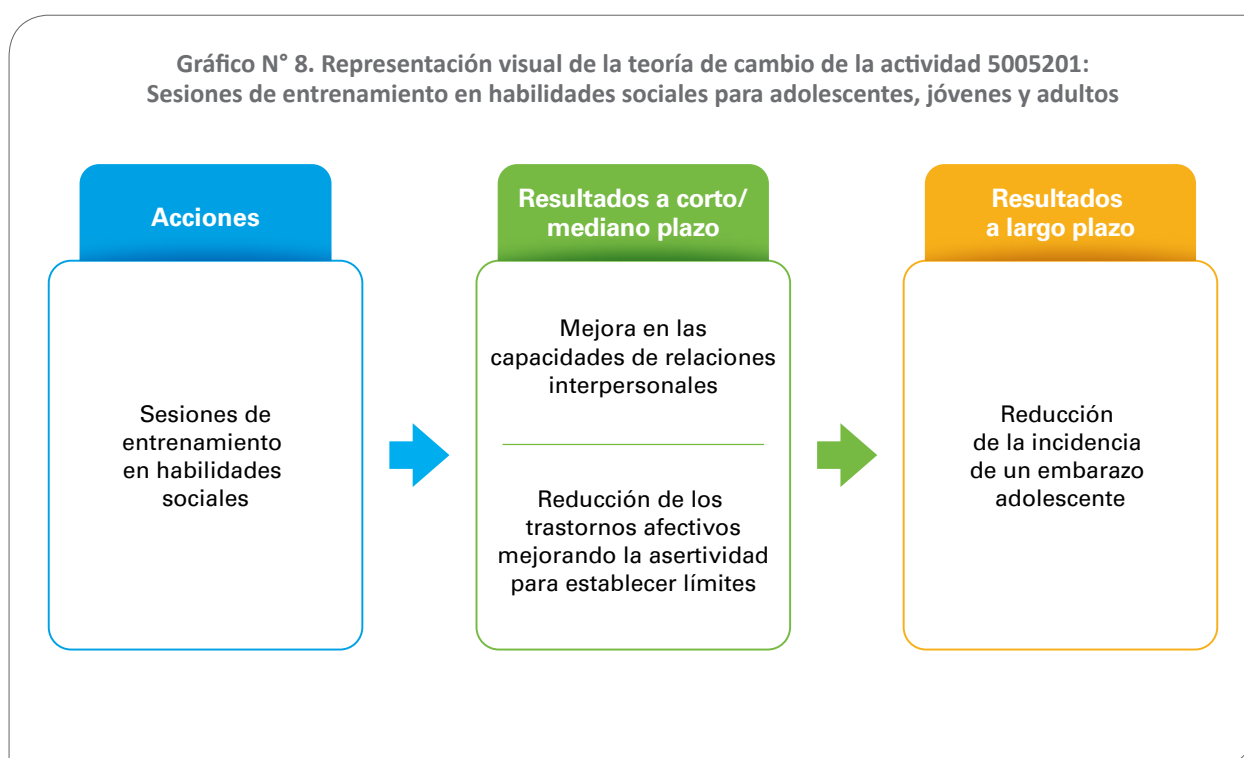 Gráfico N° 8. Representación visual de la teoría de cambio de la actividad 5005201:
Sesiones de entrenamiento en habilidades sociales para adolescentes, jóvenes y adultos
Acciones
Sesiones de
entrenamiento
en habilidades
sociales
Resultados a corto/
mediano plazo
Mejora en las
capacidades de relaciones
interpersonales
Reducción de los
trastornos afectivos
mejorando la asertividad
para establecer límites
Resultados
a largo plazo
Reducción
de la incidencia
de un embarazo
adolescente